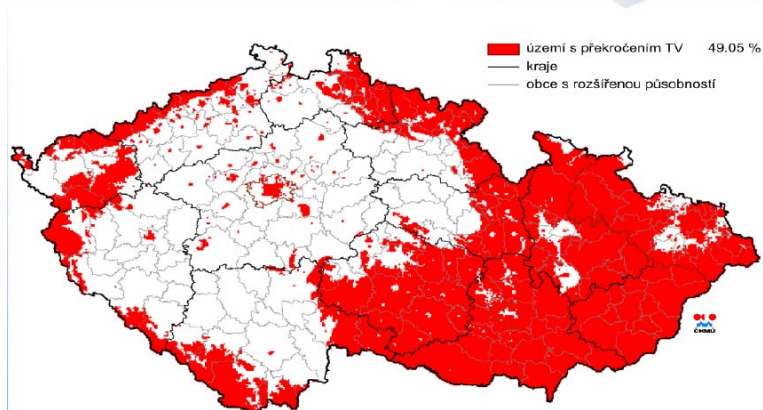 území s překročením TV 49.05 %
kraje
obce s rozšířenou působností
ČHMÚ